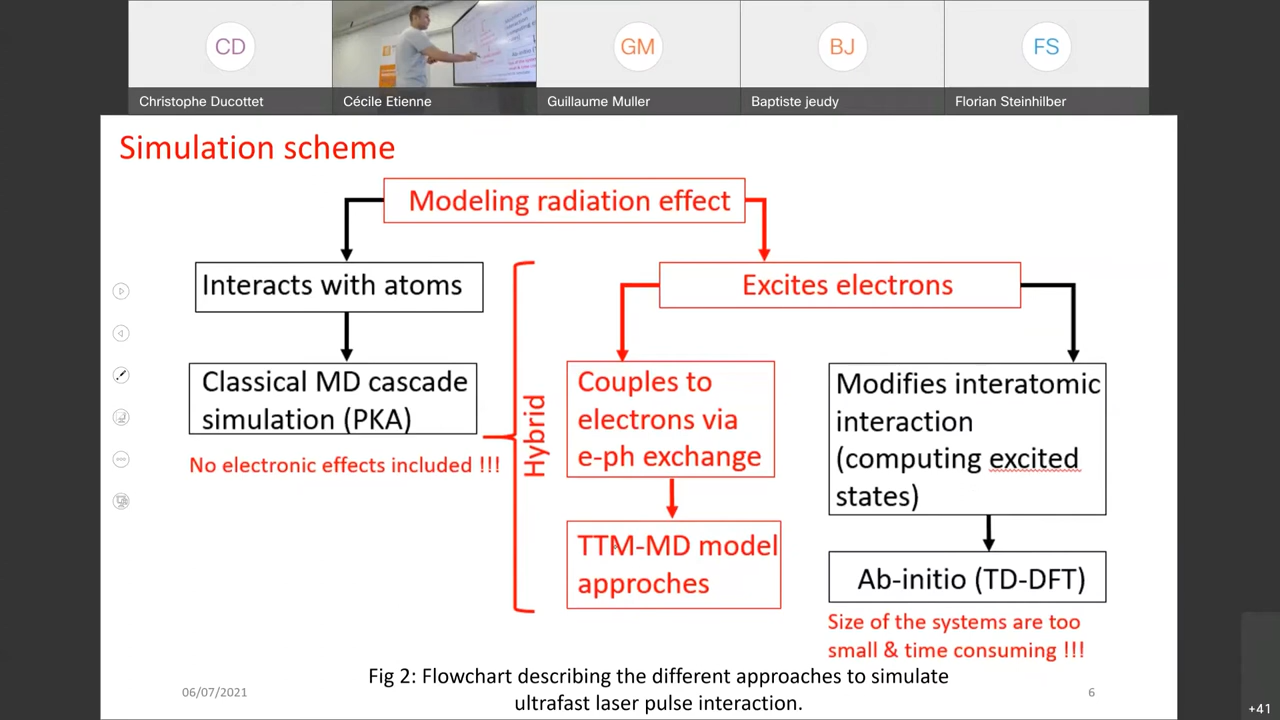 CD
GM
BJ
FS
Christophe Ducottet
Cécile Etienne
Guillaume Muller
Baptiste jeudy
Florian Steinhilber
Simulation scheme
Modeling radiation effect
Interacts with atoms
Excites electrons
Classical MD cascade
simulation (PKA)
No electronic effects included !!!
Hybrid
Couples to
electrons via
e-ph exchange
TTM-MD model
approches
Modifies interatomic
interaction
(computing excited
states)
Ab-initio (TD-DFT)
Size of the systems are too
small & time consuming !!!
Fig 2: Flowchart describing the different approaches to simulate
ultrafast laser pulse interaction.
06/07/2021
6
+41